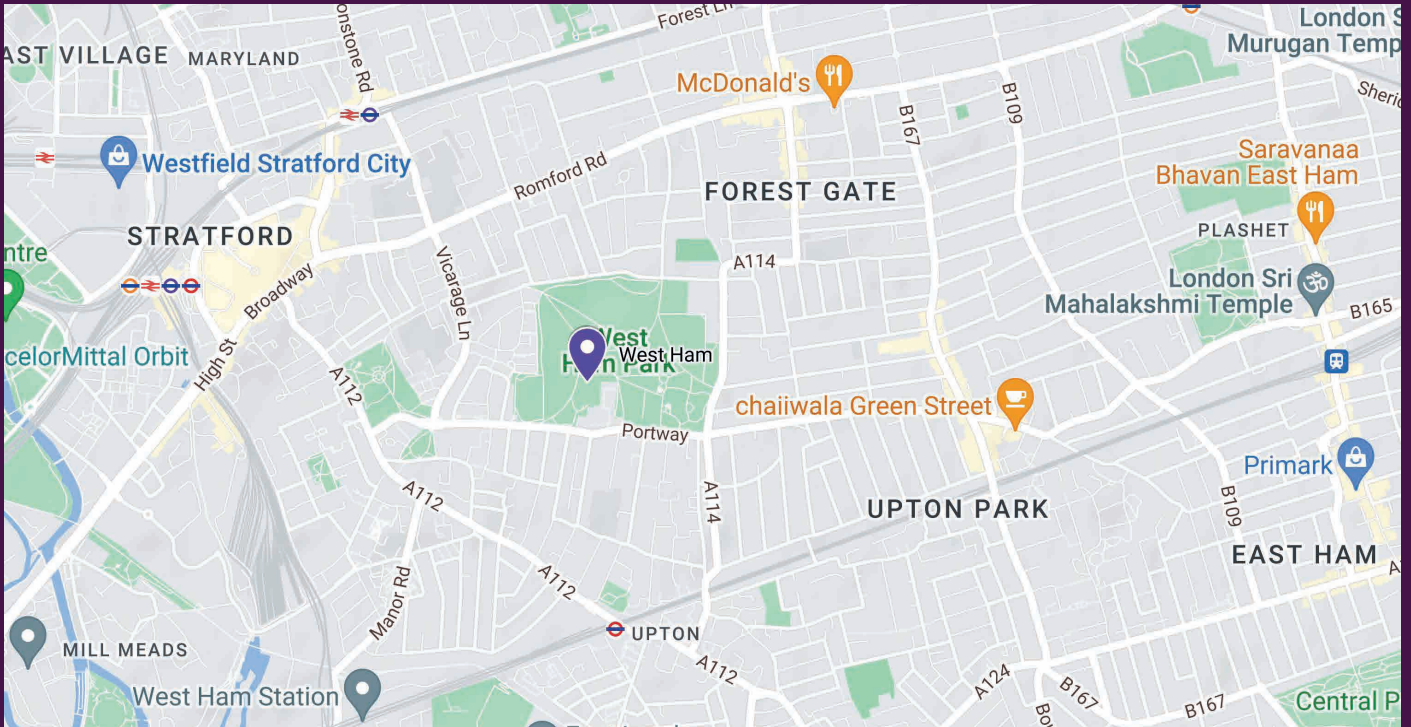 onstone Rd
Forest Ln
London S
Murugan Temp
AST VILLAGE
MARYLAND
McDonald's
B167
B109
Sheric
Westfield Stratford City
Romford Rd
FOREST GATE
Saravanaa
Bhavan East Ham
PLASHET
STRATFORD
ntre
Vicarage Ln
A114
London Sri
Mahalakshmi Temple
B165
Broadway
celorMittal Orbit
High St
A112
West
Ham Park
West Ham
chaiiwala Green Street
Portway
Primark
A112
A114
UPTON PARK
B109
EAST HAM
A
A112
Manor Rd
UPTON
MILL MEADS
A112
West Ham Station
A124
B167
Bo
B167
Central P